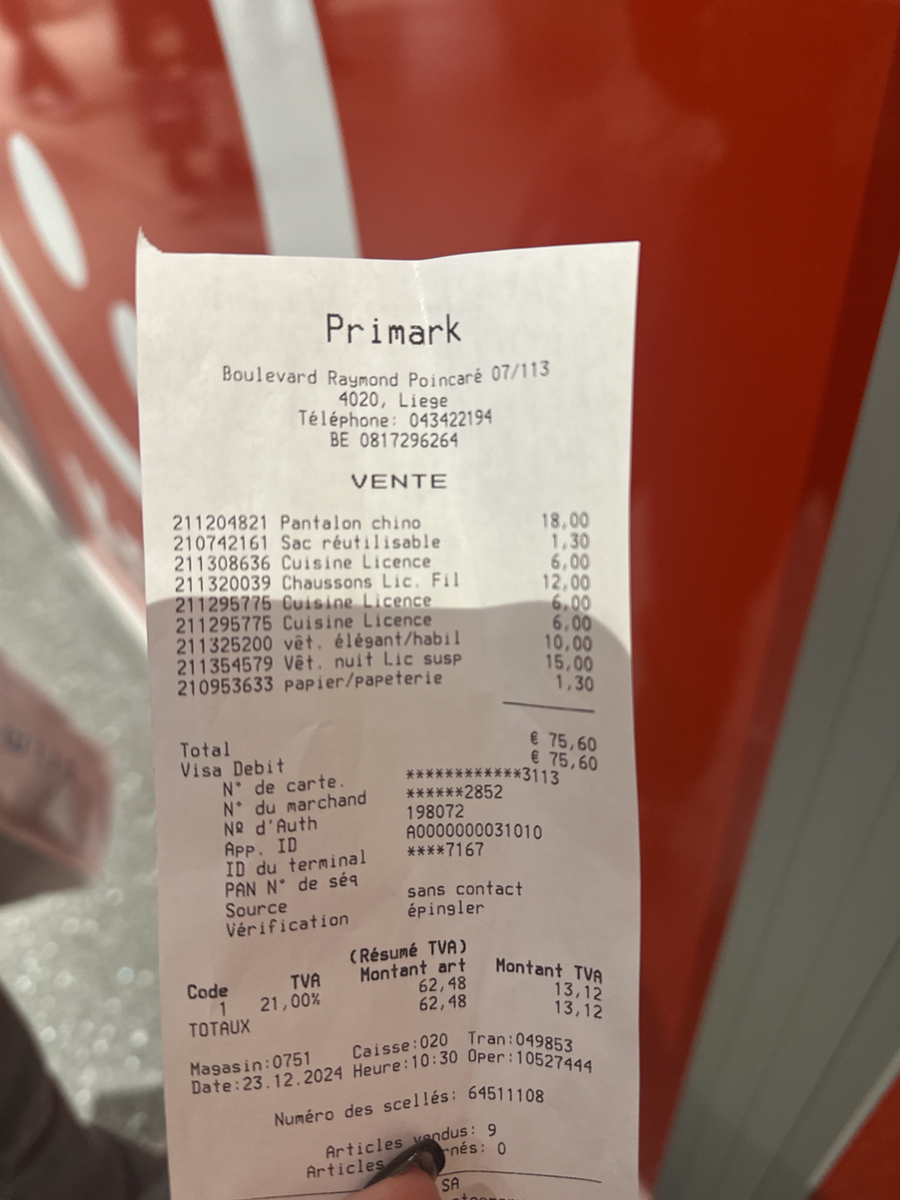 Primark
Boulevard Raymond Poincaré 07/113
4020, Liege
Téléphone: 043422194
BE 0817296264
VENTE
211204821 Pantalon chino 18,00
210742161 Sac réutilisable 1,30
211308636 Cuisine Licence 6,00
211320039 Chaussons Lic. Fil 12,00
211295775 Cuisine Licence 6,00
211295775 Cuisine Licence 6,00
211325200 vêt. élégant/habil 10,00
211354579 Vêt. nuit Lic susp 15,00
210953633 papier/papeterie 1,30
Total € 75,60
Visa Debit € 75,60
N° de carte. ************3113
N° du marchand ******2852
Nº d'Auth 198072
App. ID A0000000031010
ID du terminal ****7167
PAN N° de séq
Source sans contact
Vérification épingler
(Résumé TVA)
Code TVA Montant art Montant TVA
1 21,00% 62,48 13,12
TOTAUX 62,48 13,12
Magasin:0751 Caisse:020 Tran:049853
Date:23.12.2024 Heure:10:30 Oper:10527444
Numéro des scellés: 64511108
Articles vendus: 9
Articles rnés: 0
SA